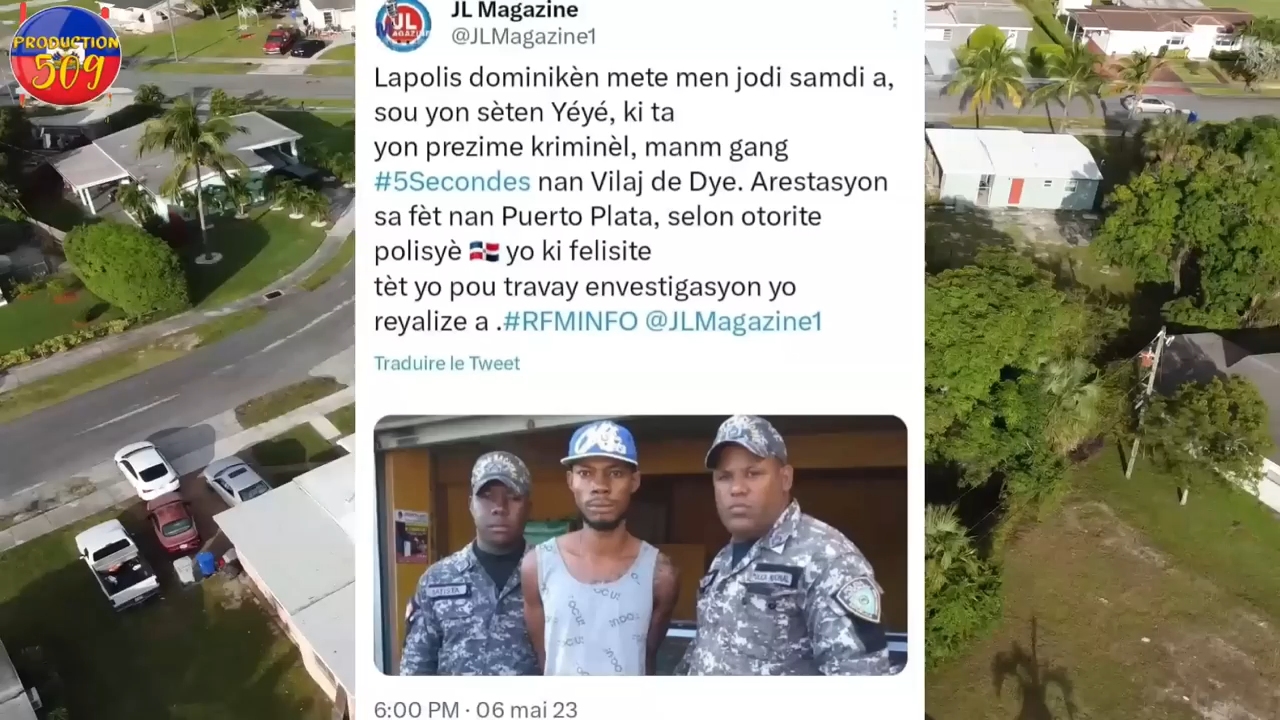 PRODUCTION
509
JL Magazine
@JLMagazine1
Lapolis dominikèn mete men jodi samdi a,
sou yon sèten Yéyé, ki ta
yon prezime kriminèl, manm gang
#5Secondes nan Vilaj de Dye. Arestasyon
sa fèt nan Puerto Plata, selon otorite
polisyè yo ki felisite
tèt yo pou travay envestigasyon yo
reyalize a .#RFMINFO @JLMagazine1
Traduire le Tweet
6:00 PM · 06 mai 23